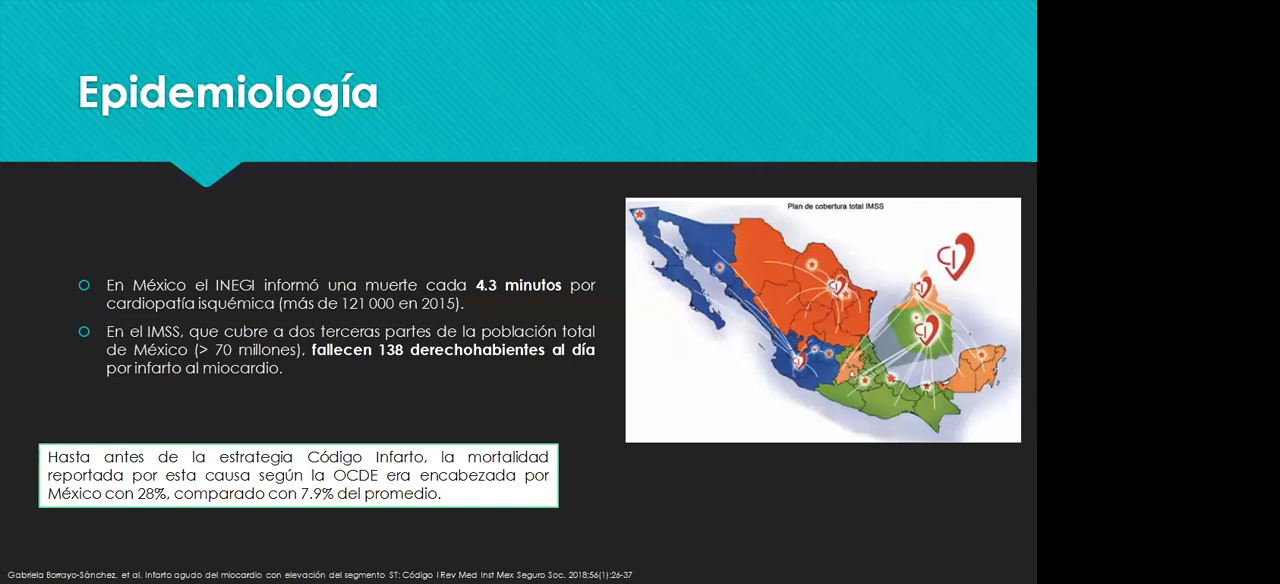 Epidemiología
Plan de cobertura total IMSS
CI
CI
CI
CI
CI
En México el INEGI informó una muerte cada 4.3 minutos por
cardiopatía isquémica (más de 121 000 en 2015).
En el IMSS, que cubre a dos terceras partes de la población total
de México (> 70 millones), fallecen 138 derechohabientes al día
por infarto al miocardio.
Hasta antes de la estrategia Código Infarto, la mortalidad
reportada por esta causa según la OCDE era encabezada por
México con 28%, comparado con 7.9% del promedio.
Gabriela Borrayo-Sánchez, et al. Infarto agudo del miocardio con elevación del segmento ST: Código I Rev Med Inst Mex Seguro Soc. 2018;56(1):26-37